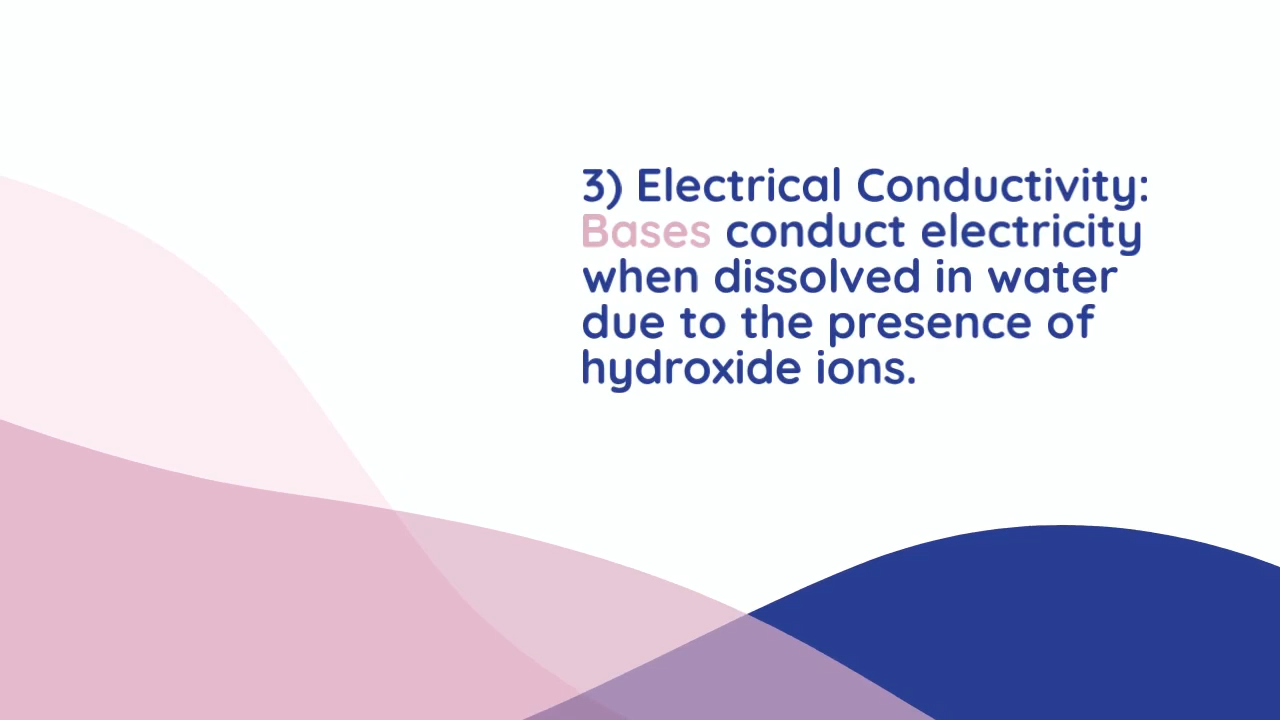 3) Electrical Conductivity:
Bases conduct electricity
when dissolved in water
due to the presence of
hydroxide ions.